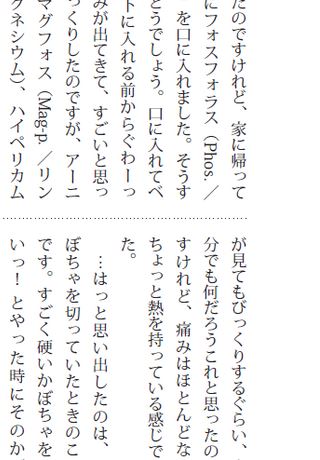 たのですけれど、家に帰って
にフォスフォラス（Phos.／
を口に入れました。そうす
とうでしょう。口に入れてベ
トに入れる前からぐわーっ
みが出てきて、すごいと思っ
っくりしたのですが、アーニ
マグフォス（Mag-p.／リン
グネシウム）、ハイペリカム
が見てもびっくりするぐらい、
分でも何だろうこれと思ったの
すけれど、痛みはほとんどな
ちょっと熱を持っている感じで
た。
…はっと思い出したのは、
ぼちゃを切っていたときのこ
です。すごく硬いかぼちゃを
いっ！とやった時にそのか